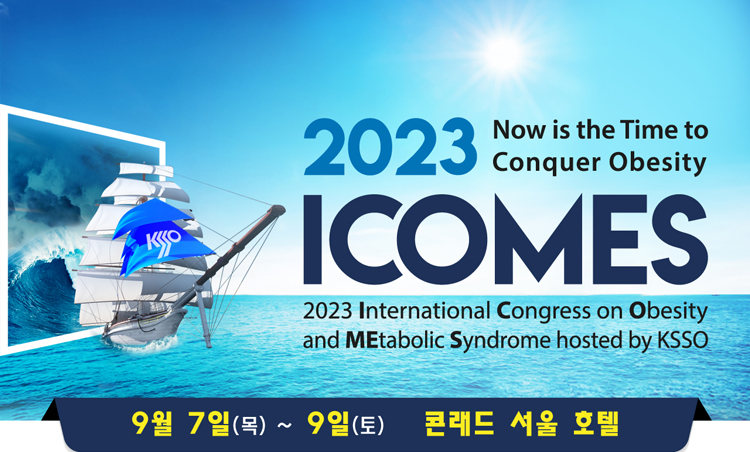 2023
Now is the Time to
Conquer Obesity
ICOMES
KSSO
2023 International Congress on Obesity
and MEtabolic Syndrome hosted by KSSO
9월 7일(목) ~ 9일(토) 콘래드 서울 호텔